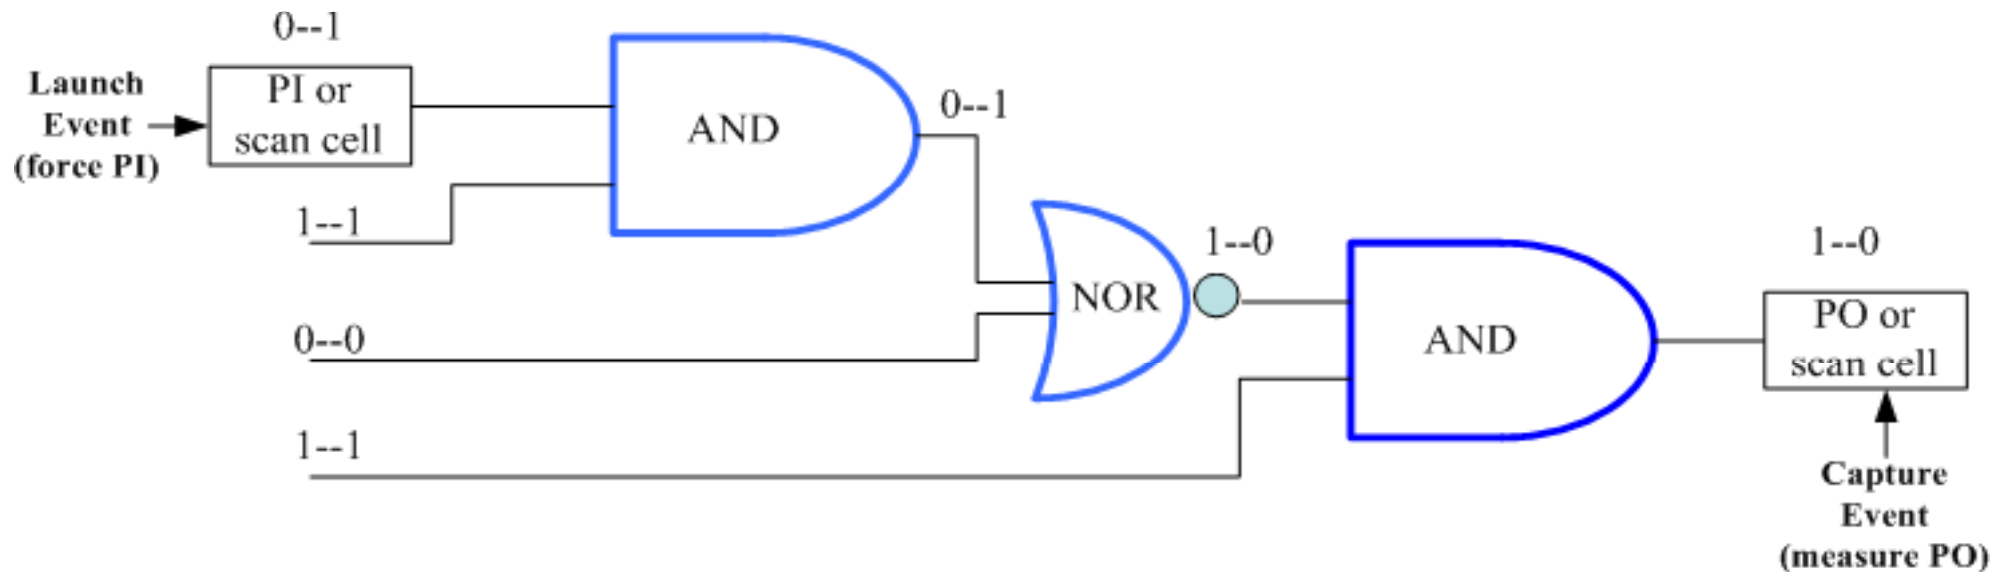 0--1
Launch
Event
(force PI)
PI or
scan cell
AND
0--1
1--1
NOR
1--0
0--0
AND
1--0
PO or
scan cell
1--1
Capture
Event
(measure PO)